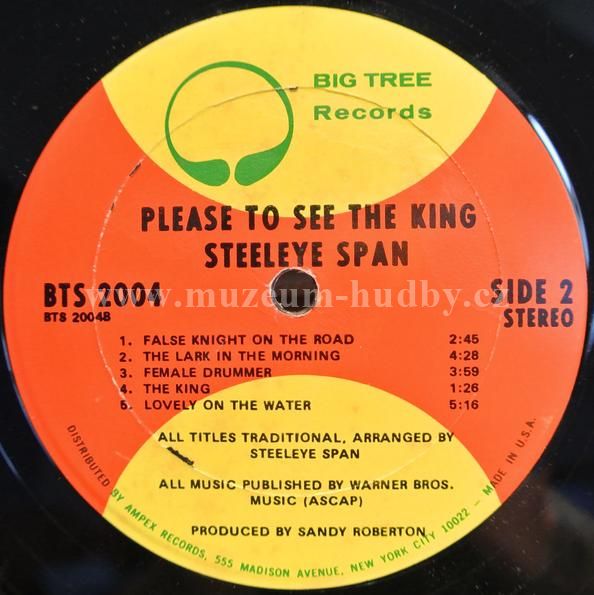 BIG TREE
Records
PLEASE TO SEE THE KING
STEELEYE SPAN
BTS 2004
BTS 2004B
SIDE 2
STEREO
www.muzeum-hudby.cz
1. FALSE KNIGHT ON THE ROAD 2:45
2. THE LARK IN THE MORNING 4:28
3. FEMALE DRUMMER 3:59
4. THE KING 1:26
5. LOVELY ON THE WATER 5:16
ALL TITLES TRADITIONAL, ARRANGED BY
STEELEYE SPAN
ALL MUSIC PUBLISHED BY WARNER BROS.
MUSIC (ASCAP)
PRODUCED BY SANDY ROBERTON
DISTRIBUTED BY AMPEX RECORDS, 555 MADISON AVENUE, NEW YORK CITY 10022 - MADE IN U.S.A.